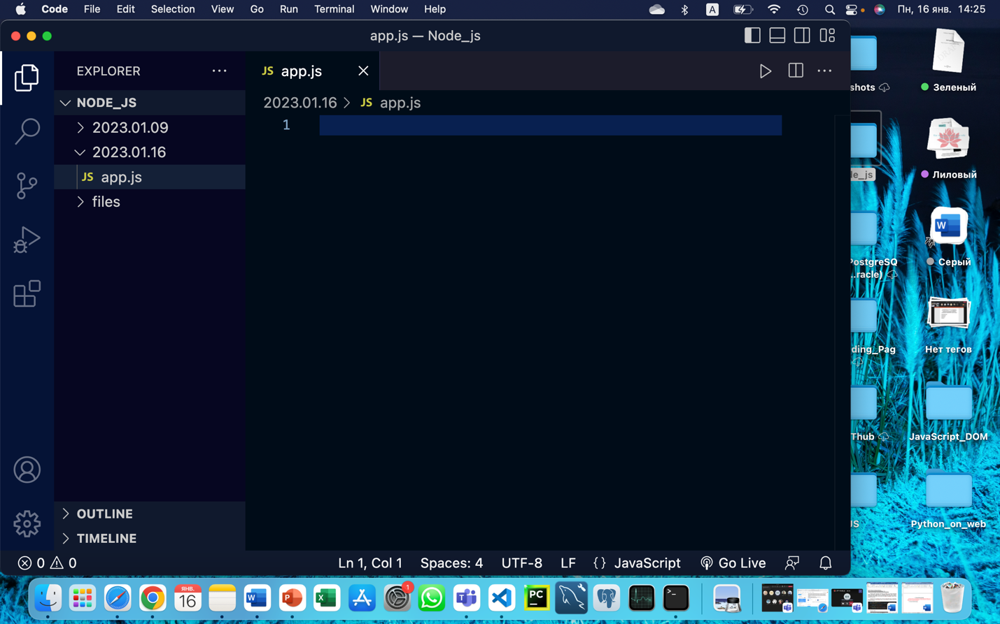 Code File Edit Selection View Go Run Terminal Window Help A Пн, 16 янв. 14:25
app.js — Node_js
EXPLORER
JS app.js
NODE_JS
2023.01.09
2023.01.16
JS app.js
files
OUTLINE
TIMELINE
2023.01.16 > JS app.js
1
0 0 Ln 1, Col 1 Spaces: 4 UTF-8 LF {} JavaScript Go Live
shots
Зеленый
le_js
Лиловый
PostgreSQ
...racle)
W
Серый
ding_Pag
Нет тегов
Thub
JavaScript_DOM
JS
Python_on_web
ЯНВ.
16
W
P
X
1
PC
>_